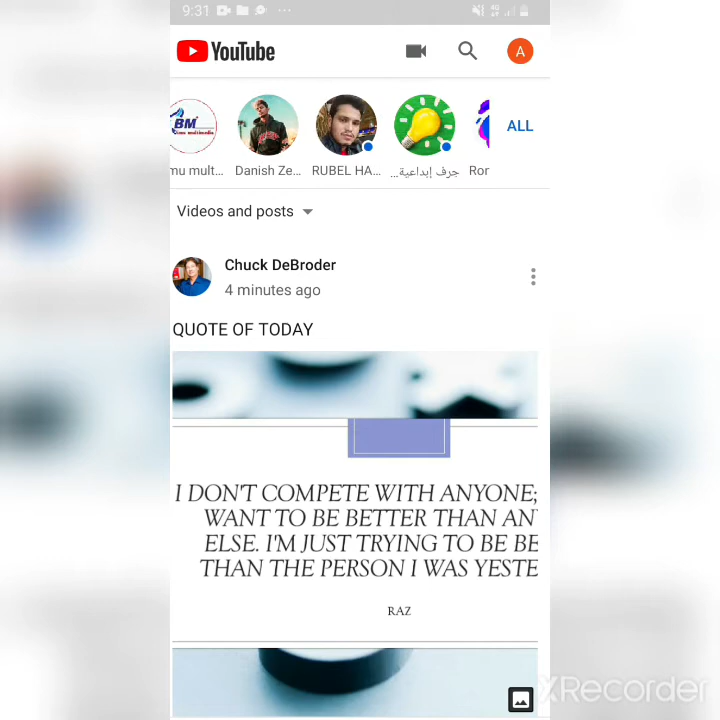 9:31
YouTube
BM
mu mult... Danish Ze... RUBEL HA... حرف إبداعية... Ror
ALL
Videos and posts
Chuck DeBroder
4 minutes ago
QUOTE OF TODAY
I DON'T COMPETE WITH ANYONE;
WANT TO BE BETTER THAN AN
ELSE. I'M JUST TRYING TO BE BE
THAN THE PERSON I WAS YESTE
RAZ
XRecorder